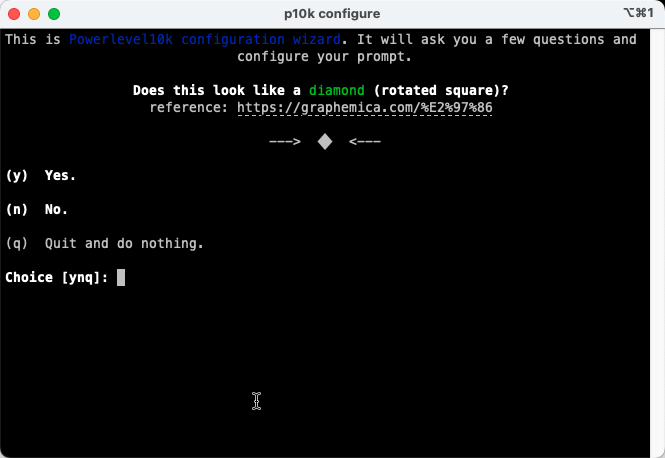 p10k configure
⌥⌘1
This is Powerlevel10k configuration wizard. It will ask you a few questions and
configure your prompt.
Does this look like a diamond (rotated square)?
reference: https://graphemica.com/%E2%97%86
---> ◆ <---
(y) Yes.
(n) No.
(q) Quit and do nothing.
Choice [ynq]: